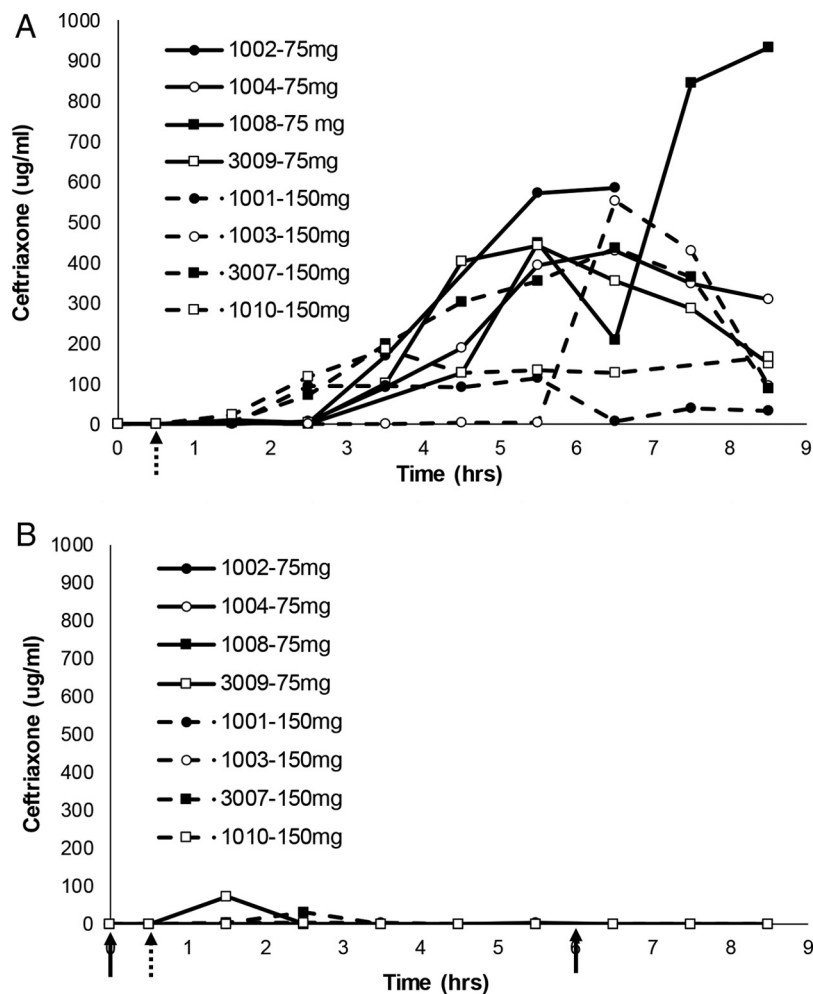 A
1000
900
800
700
600
500
400
300
200
100
0
Ceftriaxone (ug/ml)
1002-75mg
1004-75mg
1008-75 mg
3009-75mg
1001-150mg
1003-150mg
3007-150mg
1010-150mg
0 1 2 3 4 5 6 7 8 9
Time (hrs)
B
1000
900
800
700
600
500
400
300
200
100
0
Ceftriaxone (ug/ml)
1002-75mg
1004-75mg
1008-75mg
3009-75mg
1001-150mg
1003-150mg
3007-150mg
1010-150mg
0 1 2 3 4 5 6 7 8 9
Time (hrs)